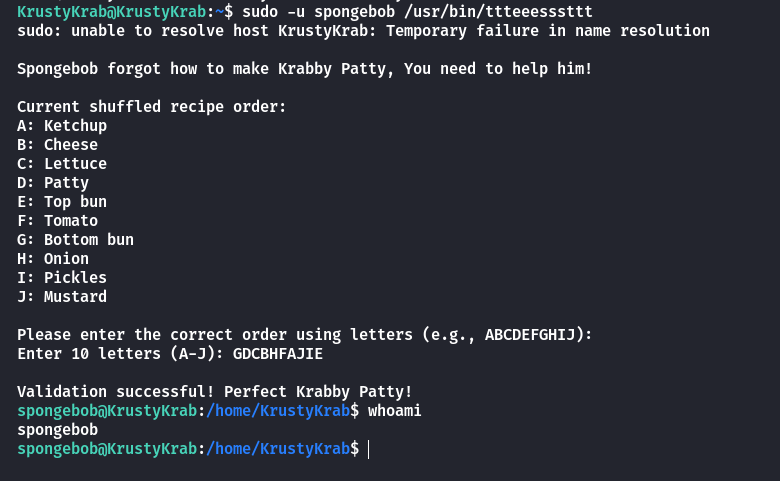 KrustyKrab@KrustyKrab:~$ sudo -u spongebob /usr/bin/ttteeesssttt
sudo: unable to resolve host KrustyKrab: Temporary failure in name resolution
Spongebob forgot how to make Krabby Patty, You need to help him!
Current shuffled recipe order:
A: Ketchup
B: Cheese
C: Lettuce
D: Patty
E: Top bun
F: Tomato
G: Bottom bun
H: Onion
I: Pickles
J: Mustard
Please enter the correct order using letters (e.g., ABCDEFGHIJ):
Enter 10 letters (A-J): GDCBHFAJIE
Validation successful! Perfect Krabby Patty!
spongebob@KrustyKrab:/home/KrustyKrab$ whoami
spongebob
spongebob@KrustyKrab:/home/KrustyKrab$